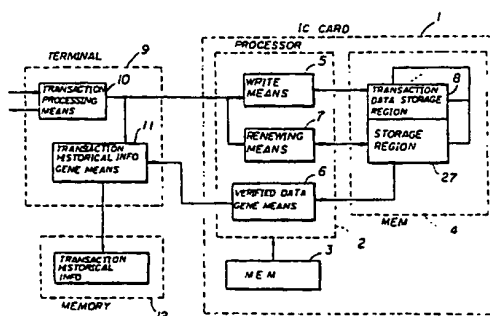 1
IC CARD
TERMINAL
9
PROCESSOR
10
5
TRANSACTION
PROCESSING
MEANS
WRITE
MEANS
8
TRANSACTION
DATA STORAGE
REGION
11
7
TRANSACTION
HISTORICAL INFO
GENE MEANS
RENEWING
MEANS
STORAGE
REGION
6
27
VERIFIED DATA
GENE MEANS
MEM
4
2
3
TRANSACTION
HISTORICAL
INFO
MEM
MEMORY
12